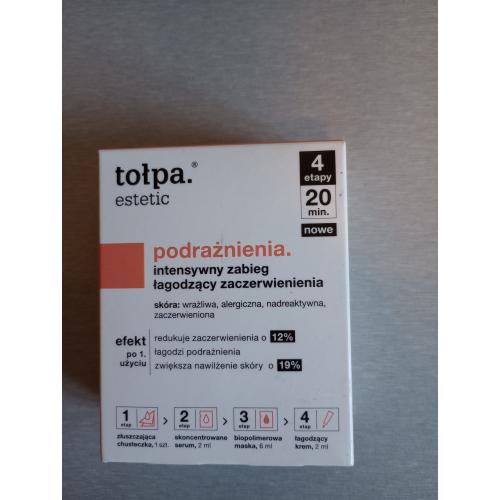 tołpa.®
estetic
4
etapy
20
min.
nowe
podrażnienia.
intensywny zabieg
łagodzący zaczerwienienia
skóra: wrażliwa, alergiczna, nadreaktywna,
zaczerwieniona
efekt
po 1.
użyciu
redukuje zaczerwienienia o 12%
łagodzi podrażnienia
zwiększa nawilżenie skóry o 19%
1
etap
złuszczająca
chusteczka, 1 szt.
>
2
etap
skoncentrowane
serum, 2 ml
>
3
etap
biopolimerowa
maska, 6 ml
>
4
etap
łagodzący
krem, 2 ml